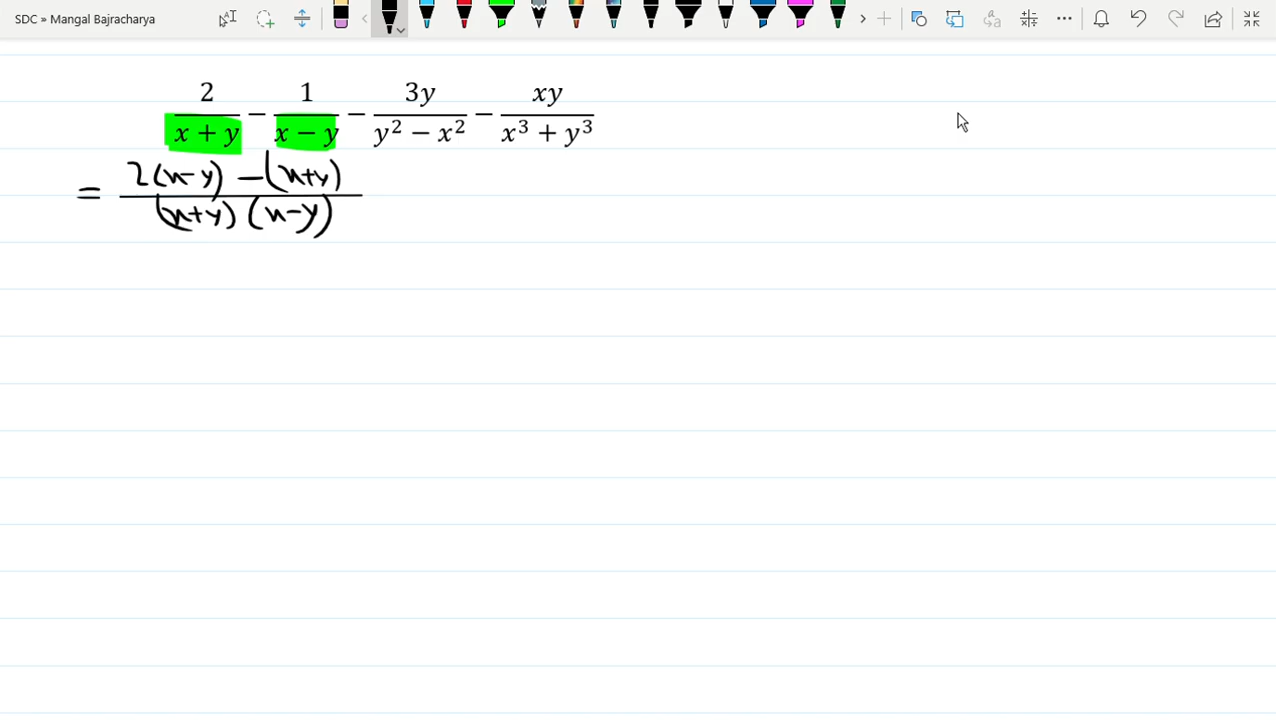 SDC » Mangal Bajracharya
2/(x + y) − 1/(x − y) − 3y/(y² − x²) − xy/(x³ + y³)
= (2(x-y) -(x+y))/((x+y)(x-y))